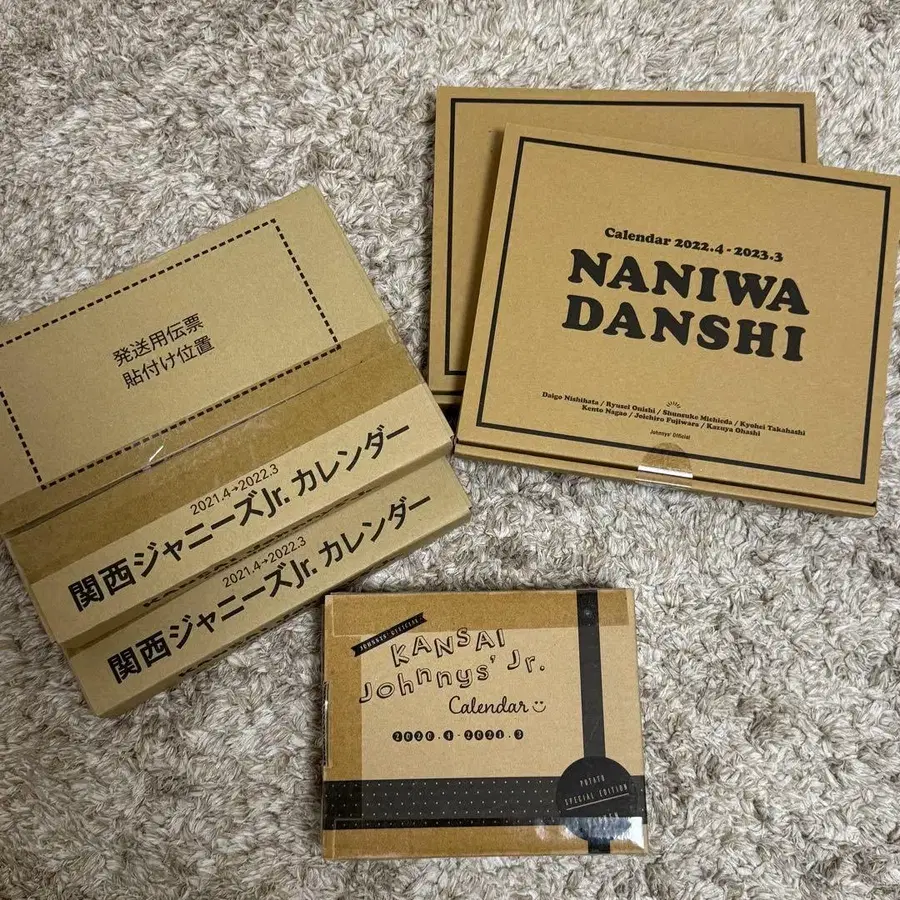 発送用伝票
貼付け位置
2021.4→2022.3
関西ジャニーズJr. カレンダー
2021.4→2022.3
関西ジャニーズJr. カレンダー
Calendar 2022.4 - 2023.3
NANIWA
DANSHI
Daigo Nishihata / Ryusei Onishi / Shunsuke Michieda / Kyohei Takahashi
Kento Nagao / Joichiro Fujiwara / Kazuya Ohashi
Johnnys' Official
JOHNNYS' OFFICIAL
KANSAI
Johnnys' Jr.
Calendar
2020.4-2021.3
POTATO
SPECIAL EDITION